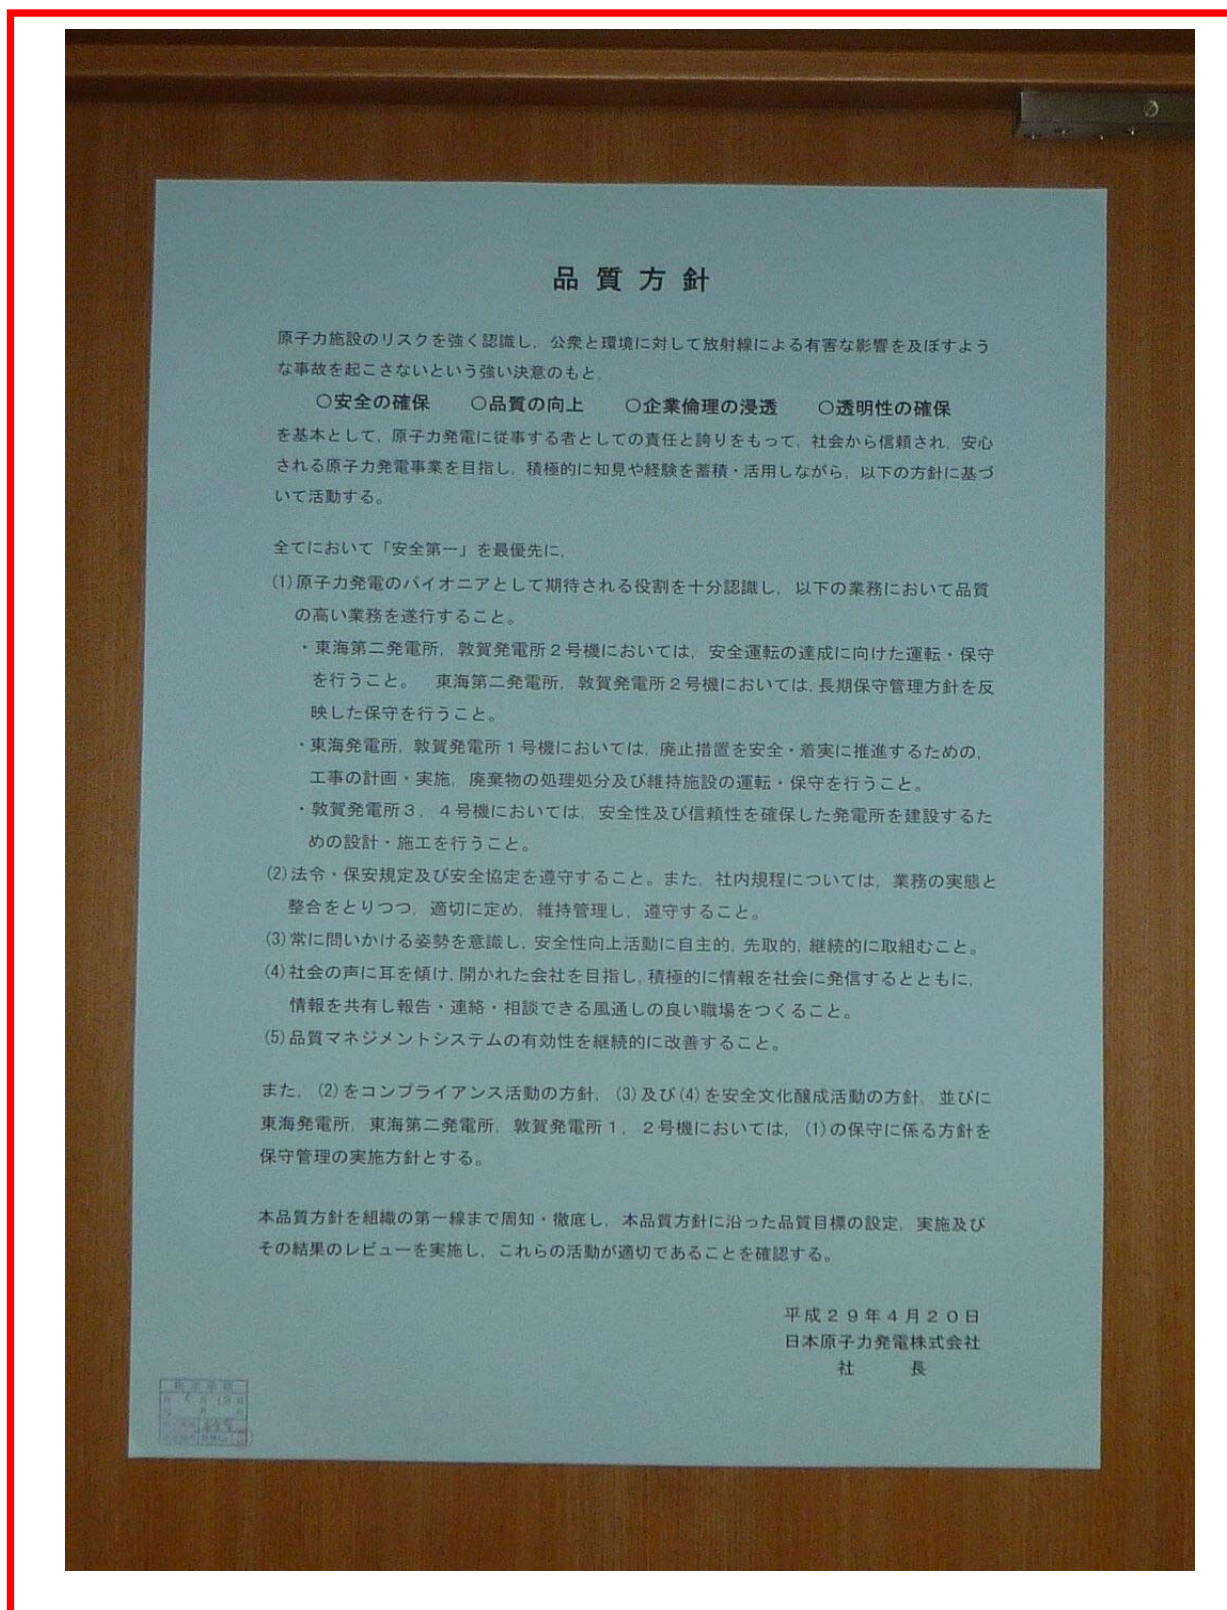 品質方針
原子力施設のリスクを強く認識し，公衆と環境に対して放射線による有害な影響を及ぼすよう
な事故を起こさないという強い決意のもと，
○安全の確保　○品質の向上　○企業倫理の浸透　○透明性の確保
を基本として，原子力発電に従事する者としての責任と誇りをもって，社会から信頼され，安心
される原子力発電事業を目指し，積極的に知見や経験を蓄積・活用しながら，以下の方針に基づ
いて活動する。
全てにおいて「安全第一」を最優先に，
(1)原子力発電のパイオニアとして期待される役割を十分認識し，以下の業務において品質
の高い業務を遂行すること。
・東海第二発電所，敦賀発電所２号機においては，安全運転の達成に向けた運転・保守
を行うこと。　東海第二発電所，敦賀発電所２号機においては，長期保守管理方針を反
映した保守を行うこと。
・東海発電所，敦賀発電所１号機においては，廃止措置を安全・着実に推進するための，
工事の計画・実施，廃棄物の処理処分及び維持施設の運転・保守を行うこと。
・敦賀発電所３，４号機においては，安全性及び信頼性を確保した発電所を建設するた
めの設計・施工を行うこと。
(2)法令・保安規定及び安全協定を遵守すること。また，社内規程については，業務の実態と
整合をとりつつ，適切に定め，維持管理し，遵守すること。
(3)常に問いかける姿勢を意識し，安全性向上活動に自主的，先取的，継続的に取組むこと。
(4)社会の声に耳を傾け，開かれた会社を目指し，積極的に情報を社会に発信するとともに，
情報を共有し報告・連絡・相談できる風通しの良い職場をつくること。
(5)品質マネジメントシステムの有効性を継続的に改善すること。
また，(2)をコンプライアンス活動の方針，(3)及び(4)を安全文化醸成活動の方針，並びに
東海発電所，東海第二発電所，敦賀発電所１，２号機においては，(1)の保守に係る方針を
保守管理の実施方針とする。
本品質方針を組織の第一線まで周知・徹底し，本品質方針に沿った品質目標の設定，実施及び
その結果のレビューを実施し，これらの活動が適切であることを確認する。
平成２９年４月２０日
日本原子力発電株式会社
社　長